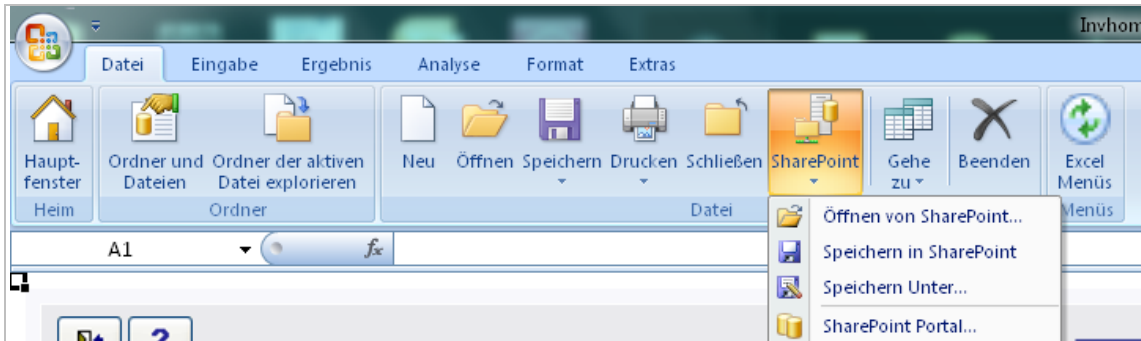 Invhom
Datei Eingabe Ergebnis Analyse Format Extras
Haupt-
fenster
Ordner und
Dateien
Ordner der aktiven
Datei explorieren
Neu Öffnen Speichern Drucken Schließen SharePoint
Gehe
zu
Beenden
Excel
Menüs
Heim Ordner Datei Menüs
A1 fx
Öffnen von SharePoint...
Speichern in SharePoint
Speichern Unter...
SharePoint Portal...
?